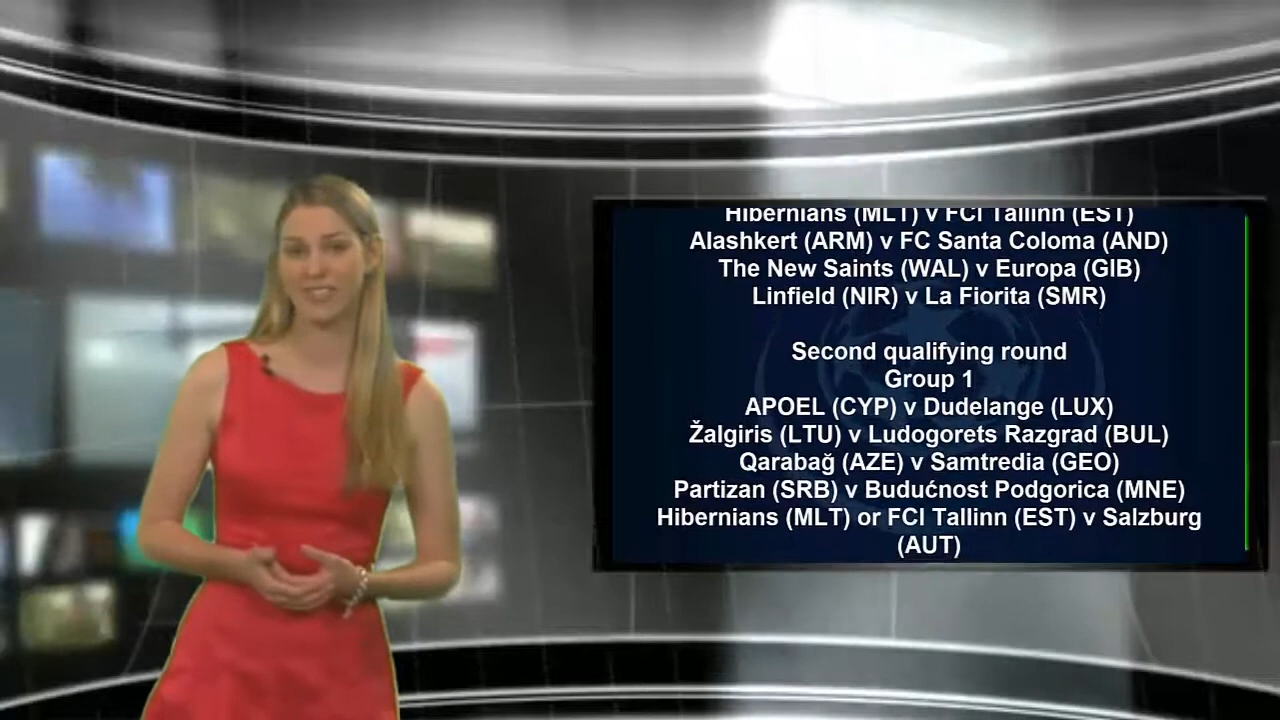 Hibernians (MLT) v FCI Tallinn (EST)
Alashkert (ARM) v FC Santa Coloma (AND)
The New Saints (WAL) v Europa (GIB)
Linfield (NIR) v La Fiorita (SMR)
Second qualifying round
Group 1
APOEL (CYP) v Dudelange (LUX)
Žalgiris (LTU) v Ludogorets Razgrad (BUL)
Qarabağ (AZE) v Samtredia (GEO)
Partizan (SRB) v Budućnost Podgorica (MNE)
Hibernians (MLT) or FCI Tallinn (EST) v Salzburg
(AUT)